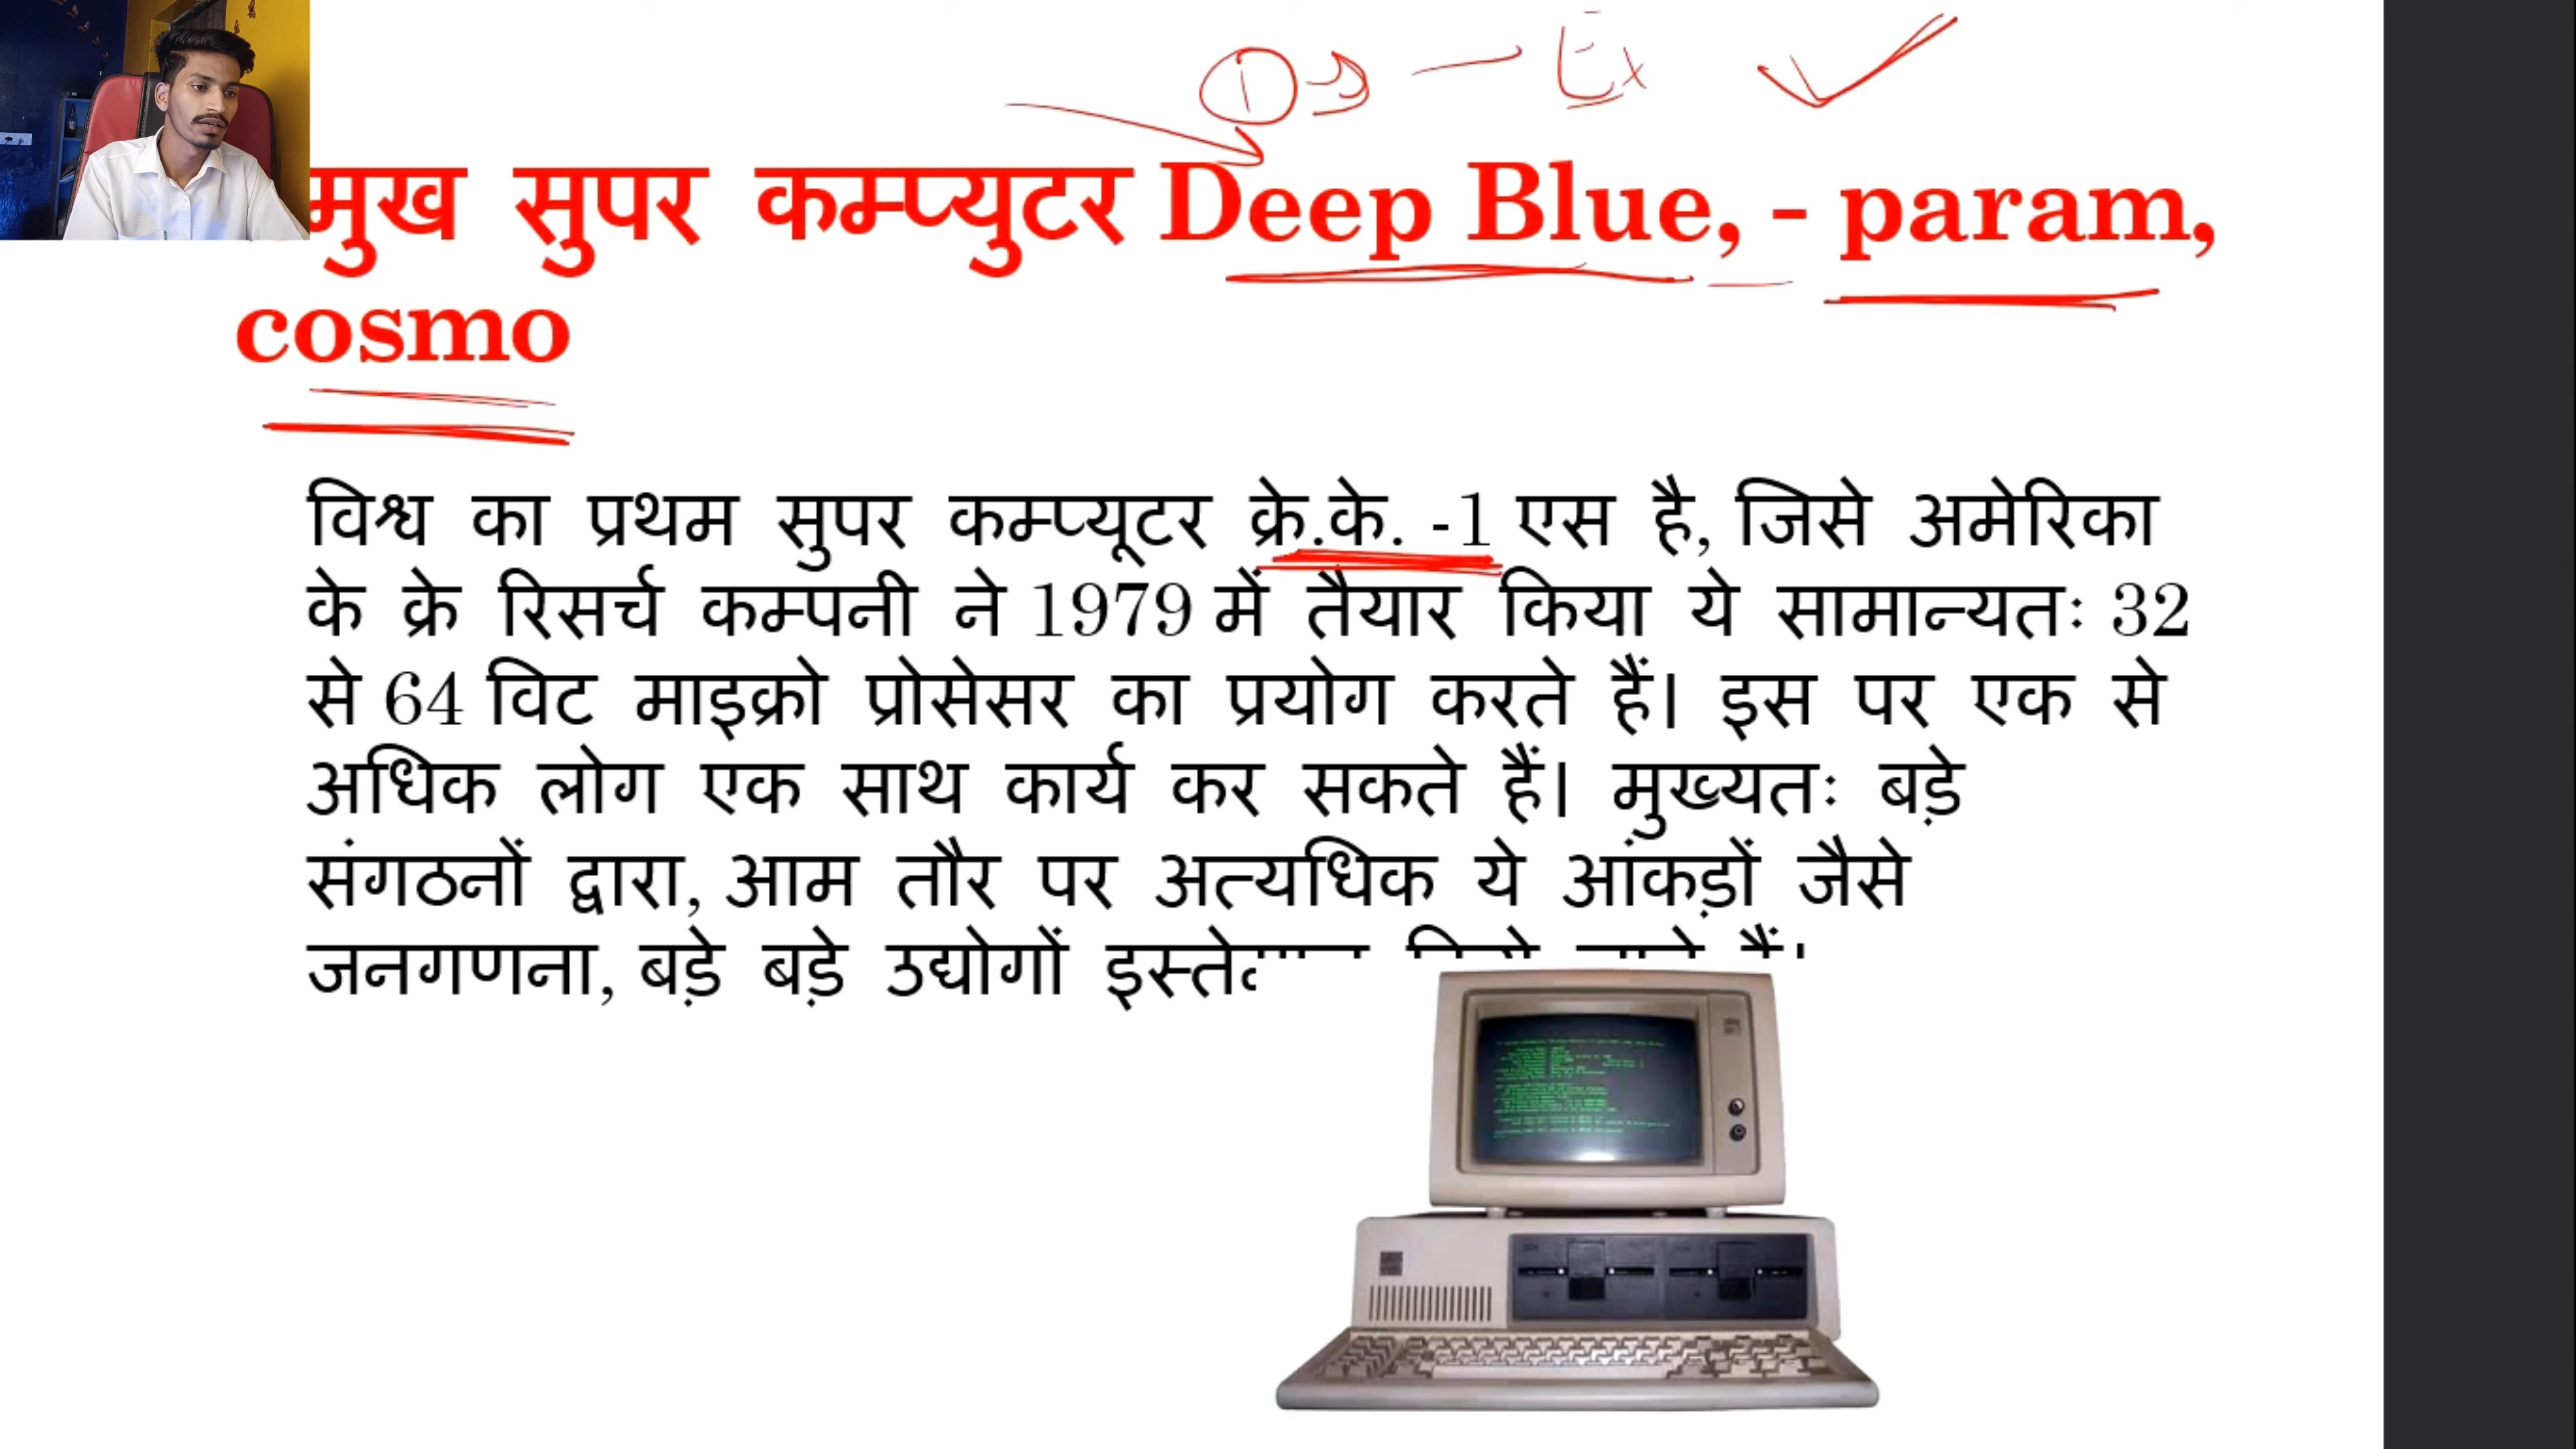 ① Ex
मुख सुपर कम्प्युटर Deep Blue, - param,
cosmo
विश्व का प्रथम सुपर कम्प्यूटर क्रे.के. -1 एस है, जिसे अमेरिका
के क्रे रिसर्च कम्पनी ने 1979 में तैयार किया ये सामान्यतः 32
से 64 विट माइक्रो प्रोसेसर का प्रयोग करते हैं। इस पर एक से
अधिक लोग एक साथ कार्य कर सकते हैं। मुख्यतः बड़े
संगठनों द्वारा, आम तौर पर अत्यधिक ये आंकड़ों जैसे
जनगणना, बड़े बड़े उद्योगों